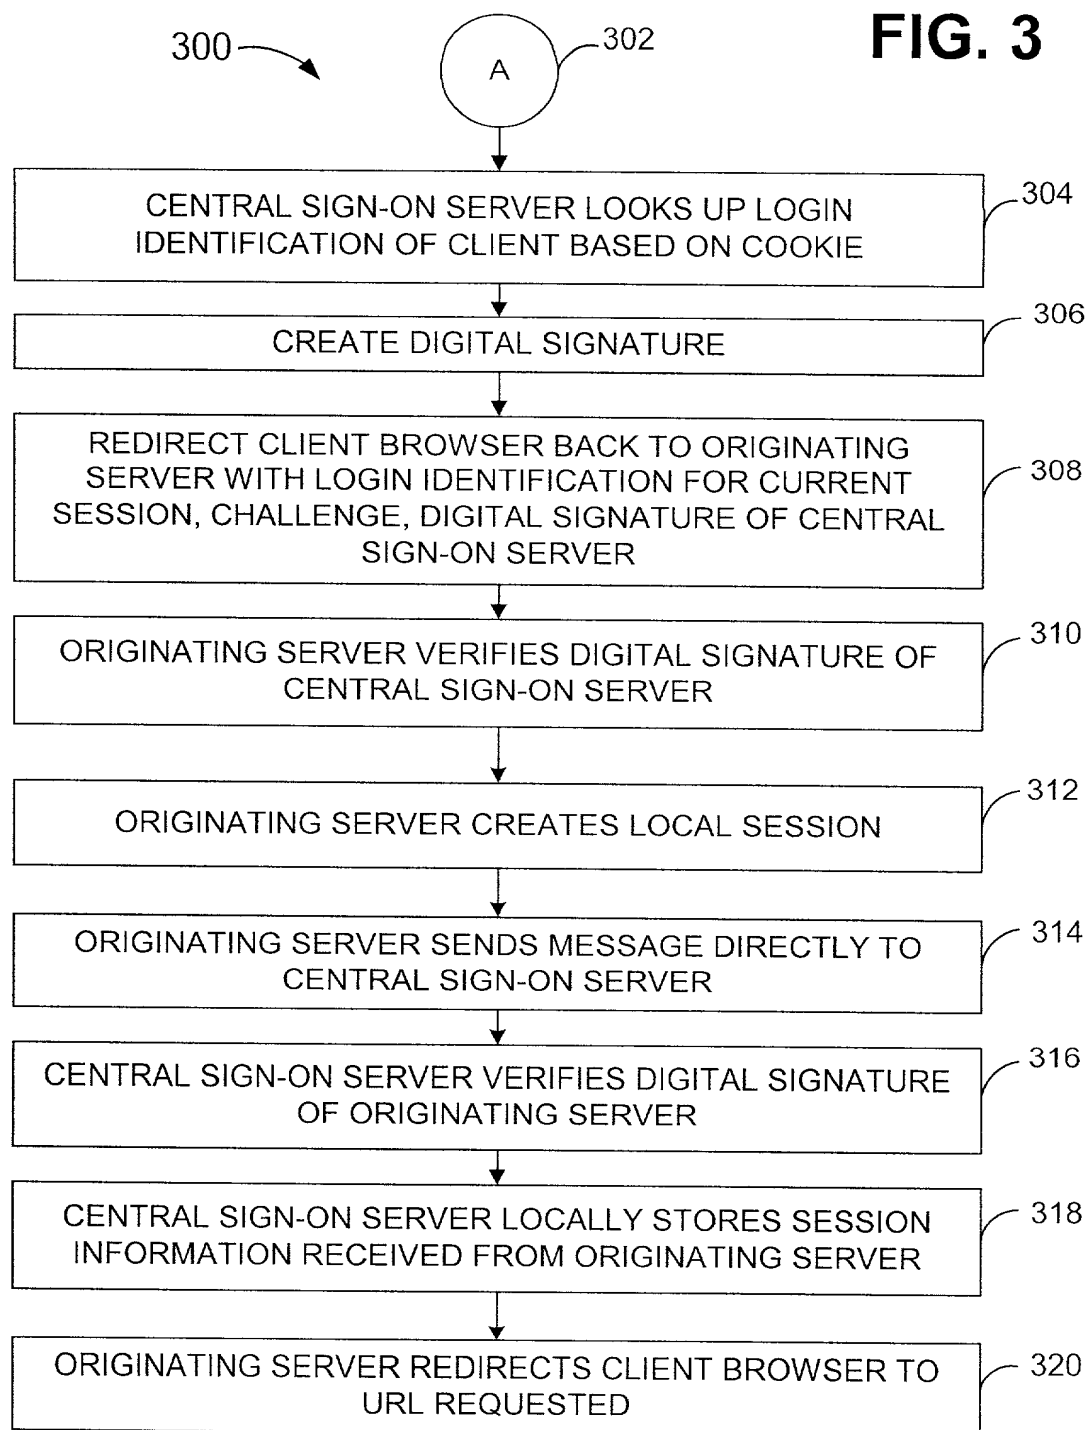 FIG. 3
300
302
A
304
CENTRAL SIGN-ON SERVER LOOKS UP LOGIN
IDENTIFICATION OF CLIENT BASED ON COOKIE
306
CREATE DIGITAL SIGNATURE
308
REDIRECT CLIENT BROWSER BACK TO ORIGINATING
SERVER WITH LOGIN IDENTIFICATION FOR CURRENT
SESSION, CHALLENGE, DIGITAL SIGNATURE OF CENTRAL
SIGN-ON SERVER
310
ORIGINATING SERVER VERIFIES DIGITAL SIGNATURE OF
CENTRAL SIGN-ON SERVER
312
ORIGINATING SERVER CREATES LOCAL SESSION
314
ORIGINATING SERVER SENDS MESSAGE DIRECTLY TO
CENTRAL SIGN-ON SERVER
316
CENTRAL SIGN-ON SERVER VERIFIES DIGITAL SIGNATURE
OF ORIGINATING SERVER
318
CENTRAL SIGN-ON SERVER LOCALLY STORES SESSION
INFORMATION RECEIVED FROM ORIGINATING SERVER
320
ORIGINATING SERVER REDIRECTS CLIENT BROWSER TO
URL REQUESTED